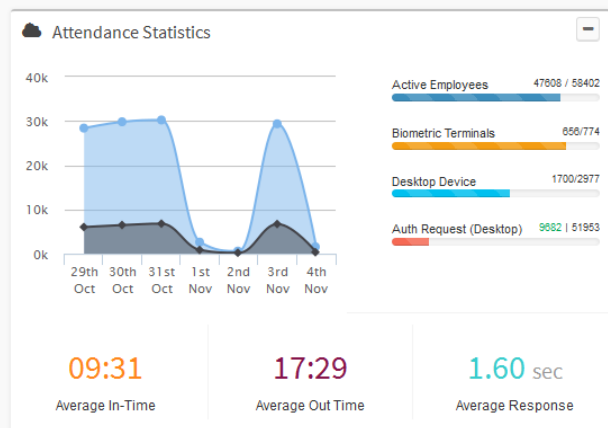 Attendance Statistics
40k
30k
20k
10k
0k
29th Oct
30th Oct
31st Oct
1st Nov
2nd Nov
3rd Nov
4th Nov
Active Employees 47608 / 58402
Biometric Terminals 656/774
Desktop Device 1700/2977
Auth Request (Desktop) 9682 | 51953
09:31
Average In-Time
17:29
Average Out Time
1.60 sec
Average Response